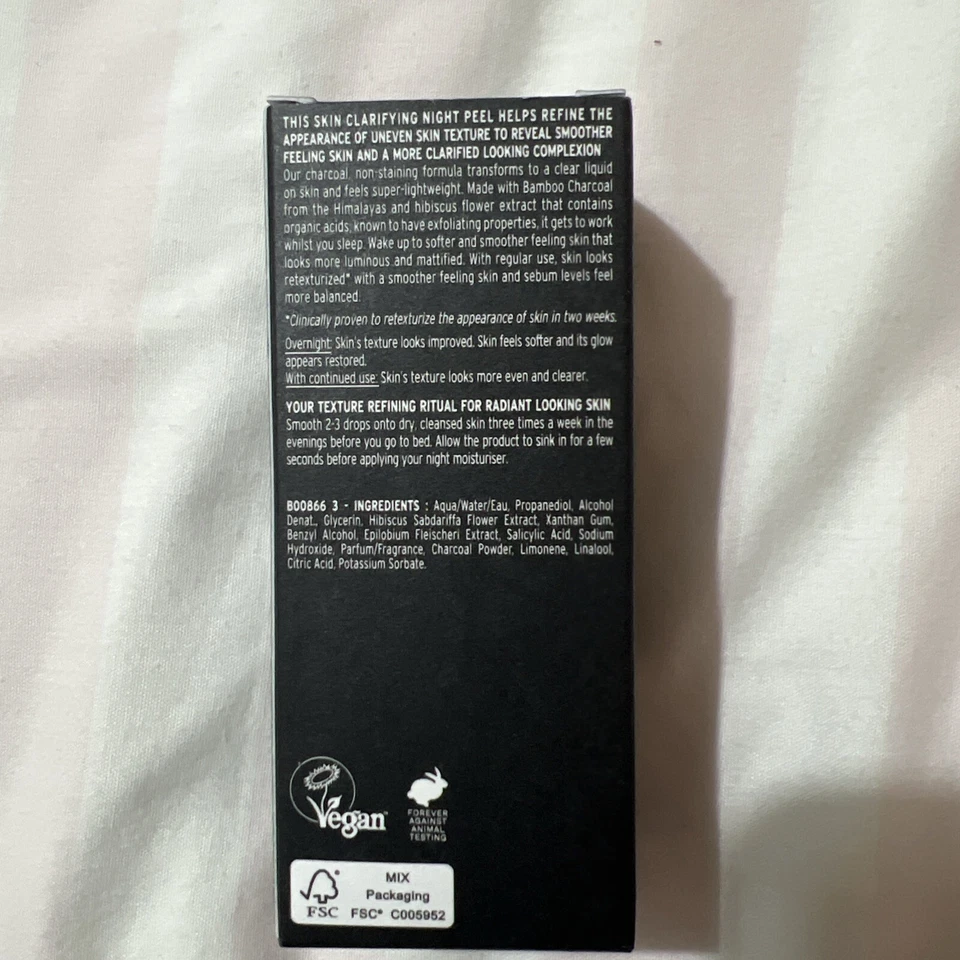 THIS SKIN CLARIFYING NIGHT PEEL HELPS REFINE THE
APPEARANCE OF UNEVEN SKIN TEXTURE TO REVEAL SMOOTHER
FEELING SKIN AND A MORE CLARIFIED LOOKING COMPLEXION
Our charcoal, non-staining formula transforms to a clear liquid
on skin and feels super-lightweight. Made with Bamboo Charcoal
from the Himalayas and hibiscus flower extract that contains
organic acids, known to have exfoliating properties, it gets to work
whilst you sleep. Wake up to softer and smoother feeling skin that
looks more luminous and mattified. With regular use, skin looks
retexturized* with a smoother feeling skin and sebum levels feel
more balanced.
*Clinically proven to retexturize the appearance of skin in two weeks.
Overnight: Skin's texture looks improved. Skin feels softer and its glow
appears restored.
With continued use: Skin's texture looks more even and clearer.
YOUR TEXTURE REFINING RITUAL FOR RADIANT LOOKING SKIN
Smooth 2-3 drops onto dry, cleansed skin three times a week in the
evenings before you go to bed. Allow the product to sink in for a few
seconds before applying your night moisturiser.
B00866 3 - INGREDIENTS : Aqua/Water/Eau, Propanediol, Alcohol
Denat., Glycerin, Hibiscus Sabdariffa Flower Extract, Xanthan Gum,
Benzyl Alcohol, Epilobium Fleischeri Extract, Salicylic Acid, Sodium
Hydroxide, Parfum/Fragrance, Charcoal Powder, Limonene, Linalool,
Citric Acid, Potassium Sorbate.
Vegan™
FOREVER
AGAINST
ANIMAL
TESTING
MIX
Packaging
FSC FSC® C005952